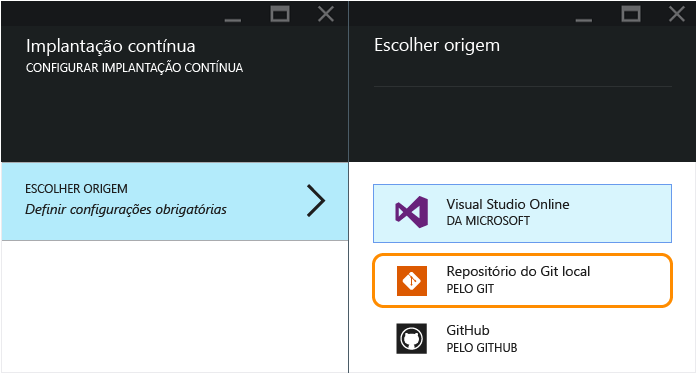 Implantação contínua
CONFIGURAR IMPLANTAÇÃO CONTÍNUA
ESCOLHER ORIGEM
Definir configurações obrigatórias
Escolher origem
Visual Studio Online
DA MICROSOFT
Repositório do Git local
PELO GIT
GitHub
PELO GITHUB